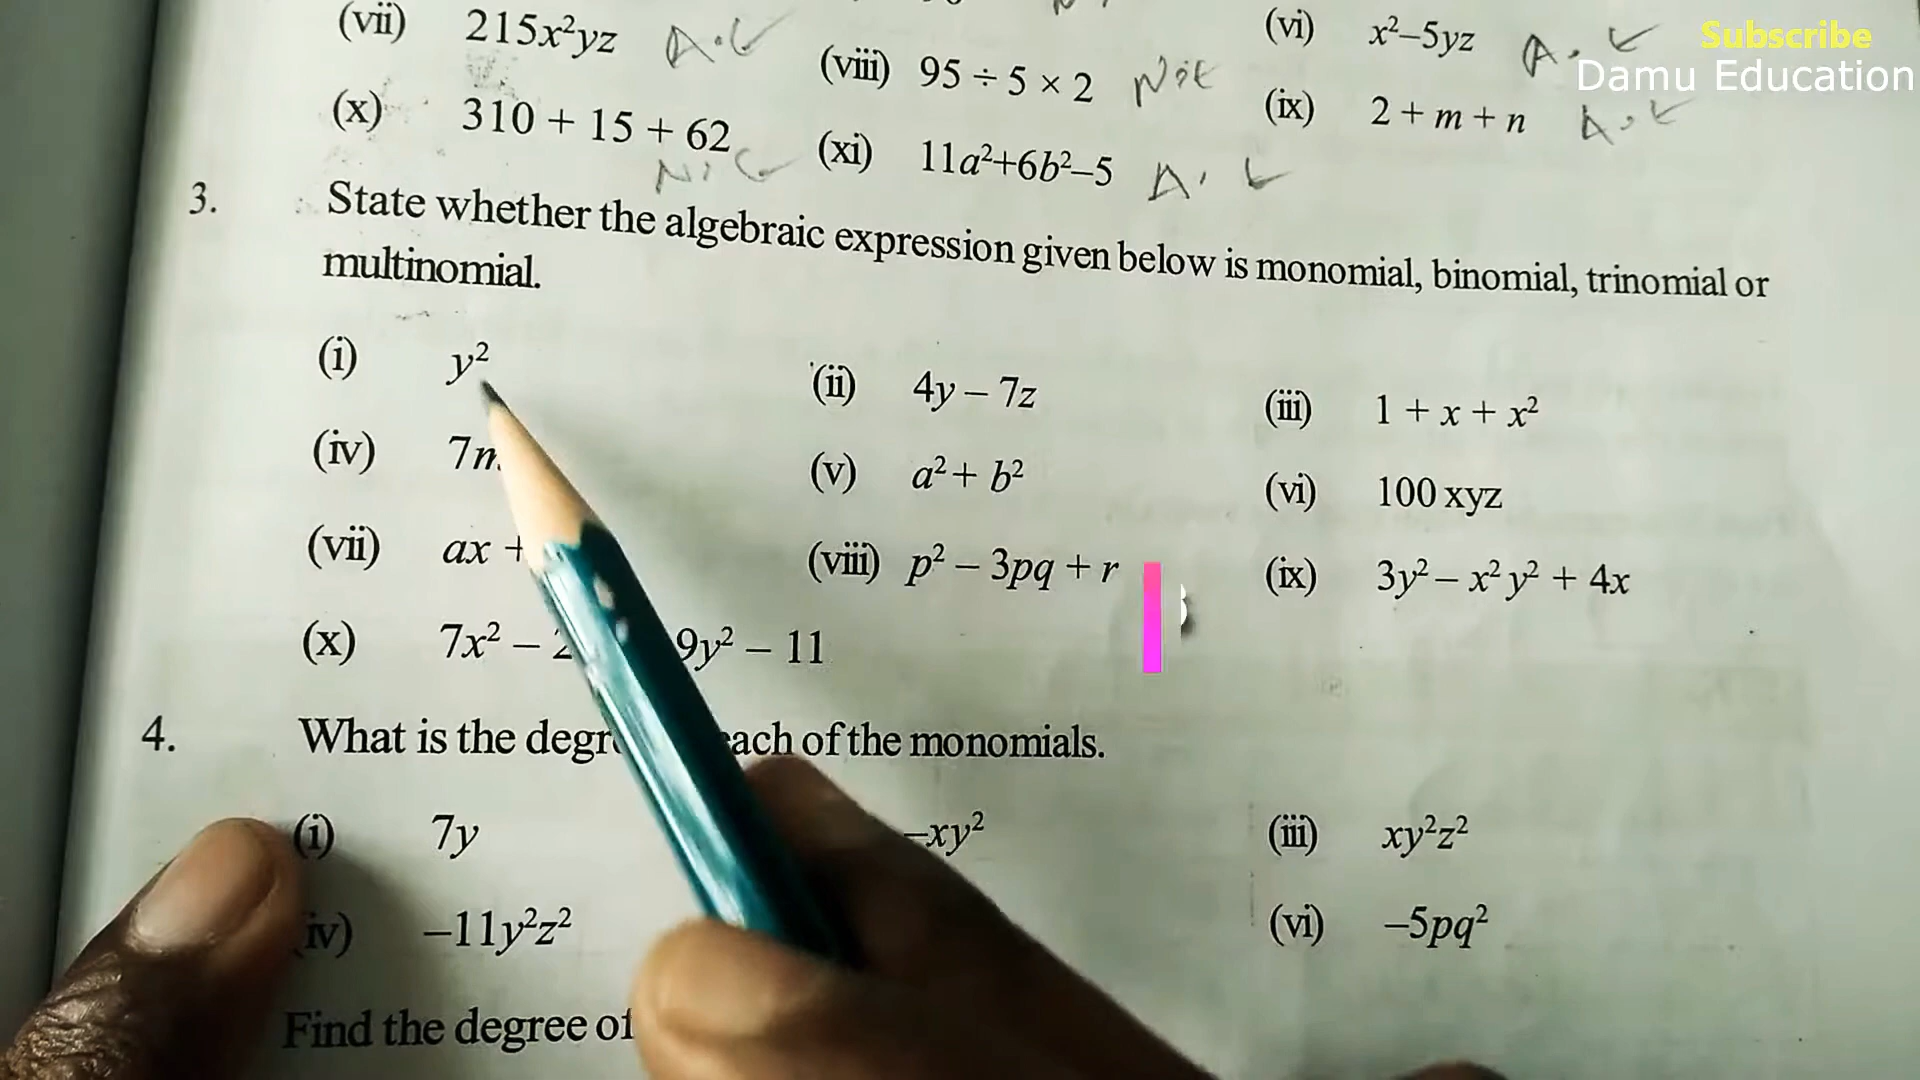 Subscribe
Damu Education
(vii) 215x²yz A.E (viii) 95 ÷ 5 × 2 Not (vi) x²–5yz A.E
(x) 310 + 15 + 62 (xi) 11a²+6b²–5 (ix) 2 + m + n A.E
3. State whether the algebraic expression given below is monomial, binomial, trinomial or
multinomial.
(i) y² (ii) 4y – 7z (iii) 1 + x + x²
(iv) 7m (v) a² + b² (vi) 100 xyz
(vii) ax + (viii) p² – 3pq + r (ix) 3y² – x² y² + 4x
(x) 7x² – 9y² – 11
4. What is the of the monomials.
(i) 7y –xy² (iii) xy²z²
(iv) –11y²z² (vi) –5pq²
Find the degree of